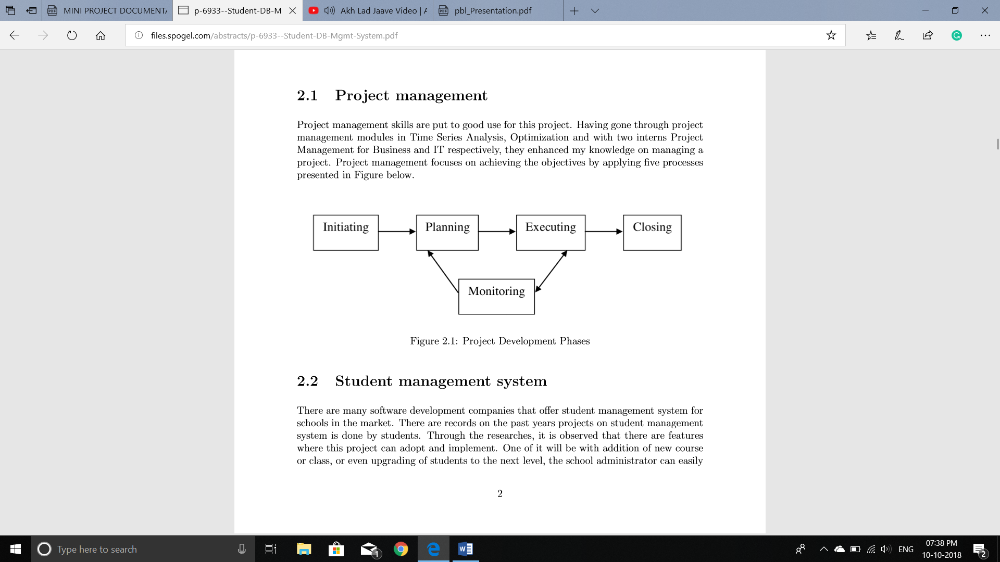 MINI PROJECT DOCUMENTA
p-6933--Student-DB-M
Akh Lad Jaave Video | A
pbl_Presentation.pdf
files.spogel.com/abstracts/p-6933--Student-DB-Mgmt-System.pdf
2.1 Project management
Project management skills are put to good use for this project. Having gone through project
management modules in Time Series Analysis, Optimization and with two interns Project
Management for Business and IT respectively, they enhanced my knowledge on managing a
project. Project management focuses on achieving the objectives by applying five processes
presented in Figure below.
Initiating
Planning
Executing
Closing
Monitoring
Figure 2.1: Project Development Phases
2.2 Student management system
There are many software development companies that offer student management system for
schools in the market. There are records on the past years projects on student management
system is done by students. Through the researches, it is observed that there are features
where this project can adopt and implement. One of it will be with addition of new course
or class, or even upgrading of students to the next level, the school administrator can easily
2
Type here to search
1
ENG
07:38 PM
10-10-2018
2